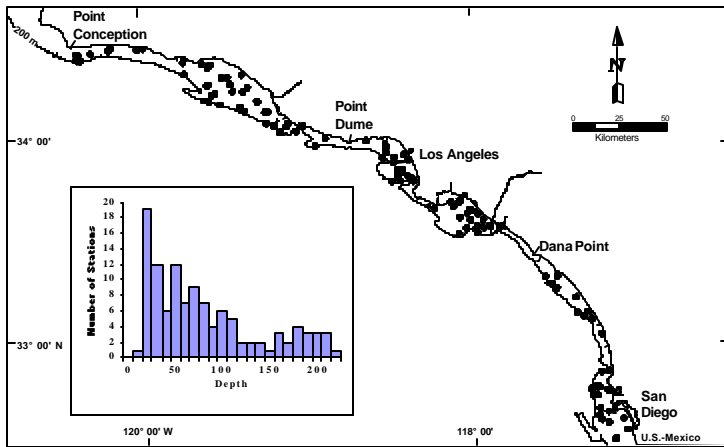 Point
Conception
200 m
N
0 25 50
Kilometers
Point
Dume
34° 00'
Los Angeles
Dana Point
33° 00' N
San
Diego
U.S.-Mexico
120° 00' W
118° 00'
Number of Stations
20
18
16
14
12
10
8
6
4
2
0
0 50 100 150 200
Depth